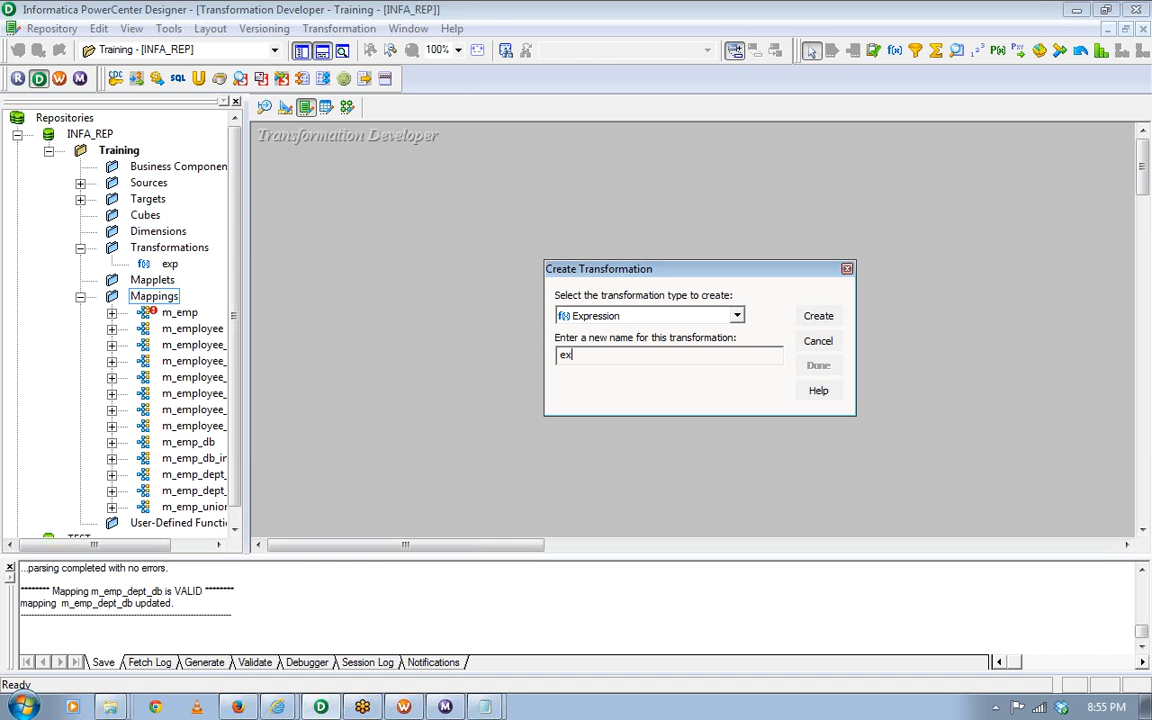 Informatica PowerCenter Designer - [Transformation Developer - Training - [INFA_REP]]
Repository Edit View Tools Layout Versioning Transformation Window Help
Training - [INFA_REP]
100%
Repositories
INFA_REP
Training
Business Componen
Sources
Targets
Cubes
Dimensions
Transformations
exp
Mapplets
Mappings
m_emp
m_employee
m_employee_
m_employee_
m_employee_
m_employee_
m_employee_
m_employee_
m_emp_db
m_emp_db_in
m_emp_dept_
m_emp_dept_
m_emp_union
User-Defined Functi
Transformation Developer
Create Transformation
Select the transformation type to create:
f(x) Expression
Enter a new name for this transformation:
ex
Create
Cancel
Done
Help
...parsing completed with no errors.
******** Mapping m_emp_dept_db is VALID ********
mapping m_emp_dept_db updated.
Save Fetch Log Generate Validate Debugger Session Log Notifications
Ready
8:55 PM